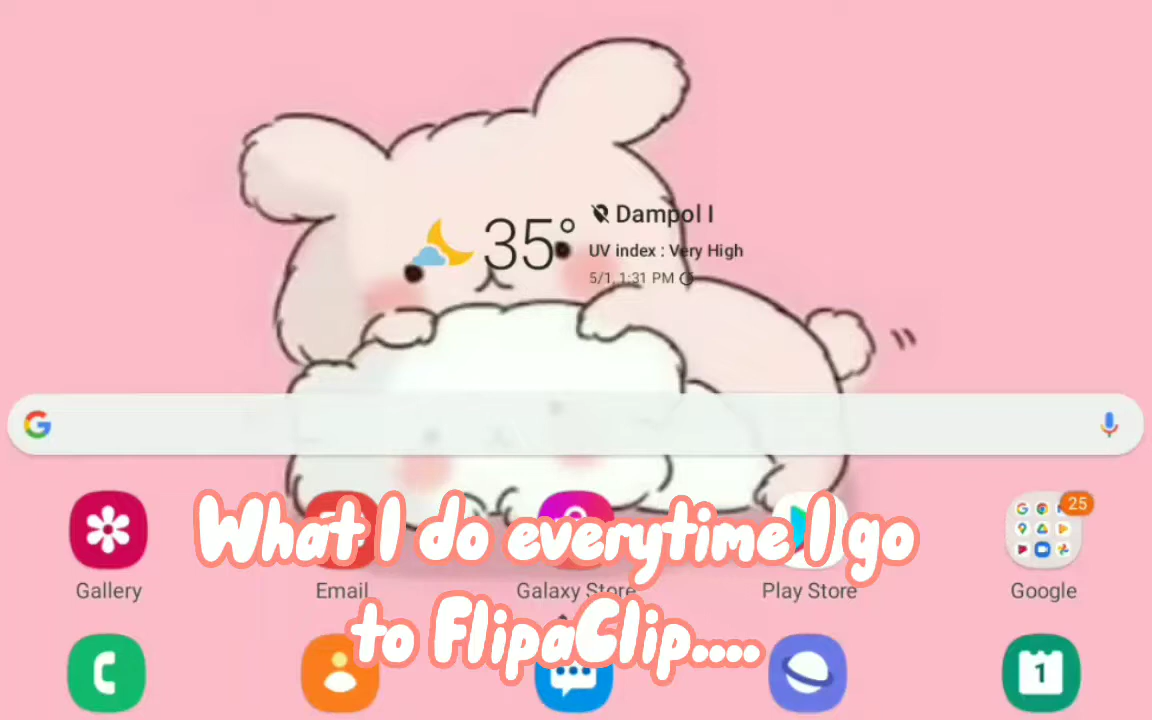 35°
Dampol I
UV index : Very High
5/1, 1:31 PM
Gallery
Email
Galaxy Store
Play Store
Google
25
What I do everytime I go
to FlipaClip....
1